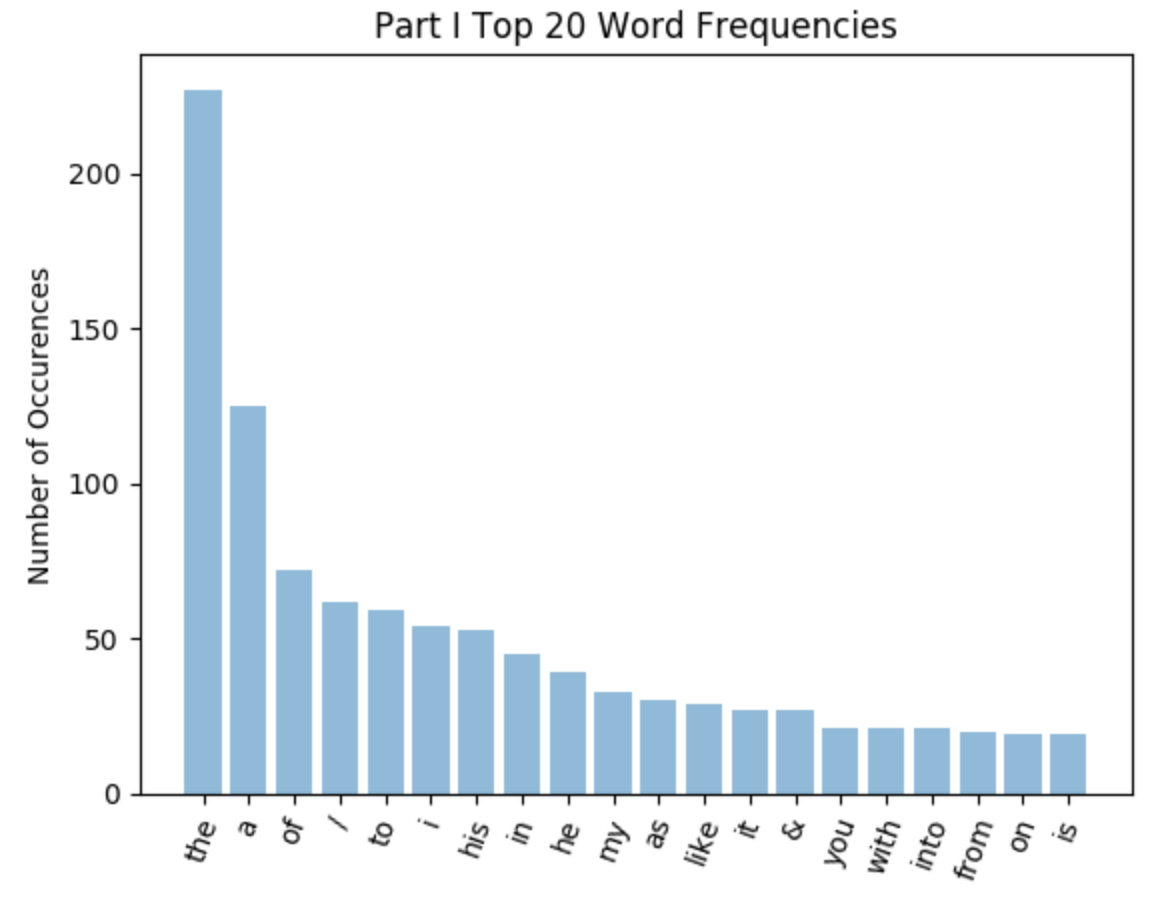 Part I Top 20 Word Frequencies
Number of Occurences
200
150
100
50
0
the a of / to i his in he my as like it & you with into from on is